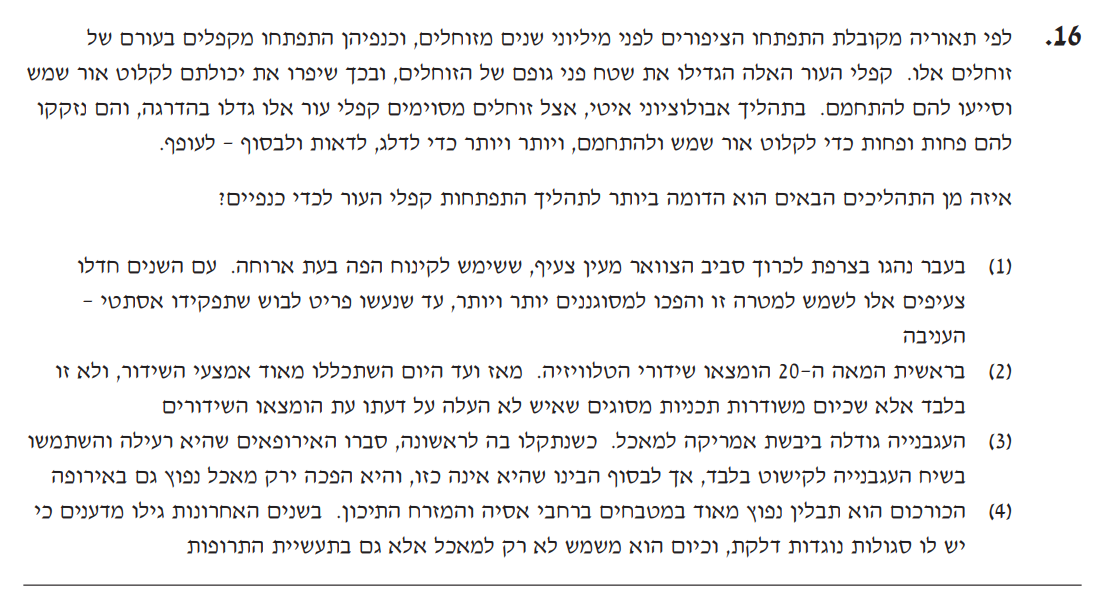 16. לפי תאוריה מקובלת התפתחו הציפורים לפני מיליוני שנים מזוחלים, וכנפיהן התפתחו מקפלים בעורם של
זוחלים אלו. קפלי העור האלה הגדילו את שטח פני גופם של הזוחלים, ובכך שיפרו את יכולתם לקלוט אור שמש
וסייעו להם להתחמם. בתהליך אבולוציוני איטי, אצל זוחלים מסוימים קפלי עור אלו גדלו בהדרגה, והם נזקקו
להם פחות ופחות כדי לקלוט אור שמש ולהתחמם, ויותר ויותר כדי לדלג, לדאות ולבסוף – לעופף.
איזה מן התהליכים הבאים הוא הדומה ביותר לתהליך התפתחות קפלי העור לכדי כנפיים?
(1) בעבר נהגו בצרפת לכרוך סביב הצוואר מעין צעיף, ששימש לקינוח הפה בעת ארוחה. עם השנים חדלו
צעיפים אלו לשמש למטרה זו והפכו למסוגננים יותר ויותר, עד שנעשו פריט לבוש שתפקידו אסתטי –
העניבה
(2) בראשית המאה ה-20 הומצאו שידורי הטלוויזיה. מאז ועד היום השתכללו מאוד אמצעי השידור, ולא זו
בלבד אלא שכיום משודרות תכניות מסוגים שאיש לא העלה על דעתו עת הומצאו השידורים
(3) העגבנייה גודלה ביבשת אמריקה למאכל. כשנתקלו בה לראשונה, סברו האירופאים שהיא רעילה והשתמשו
בשיח העגבנייה לקישוט בלבד, אך לבסוף הבינו שהיא אינה כזו, והיא הפכה ירק מאכל נפוץ גם באירופה
(4) הכורכום הוא תבלין נפוץ מאוד במטבחים ברחבי אסיה והמזרח התיכון. בשנים האחרונות גילו מדענים כי
יש לו סגולות נוגדות דלקת, וכיום הוא משמש לא רק למאכל אלא גם בתעשיית התרופות